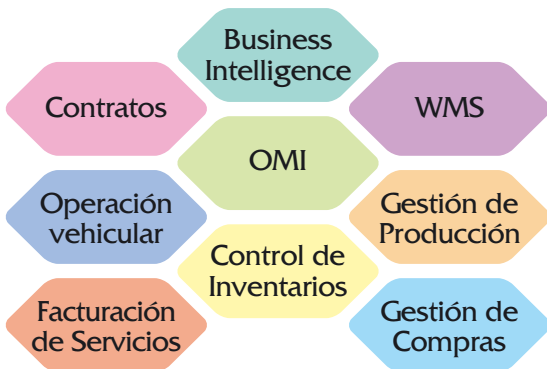 Business
Intelligence
Contratos
WMS
OMI
Operación
vehicular
Gestión de
Producción
Control de
Inventarios
Facturación
de Servicios
Gestión de
Compras